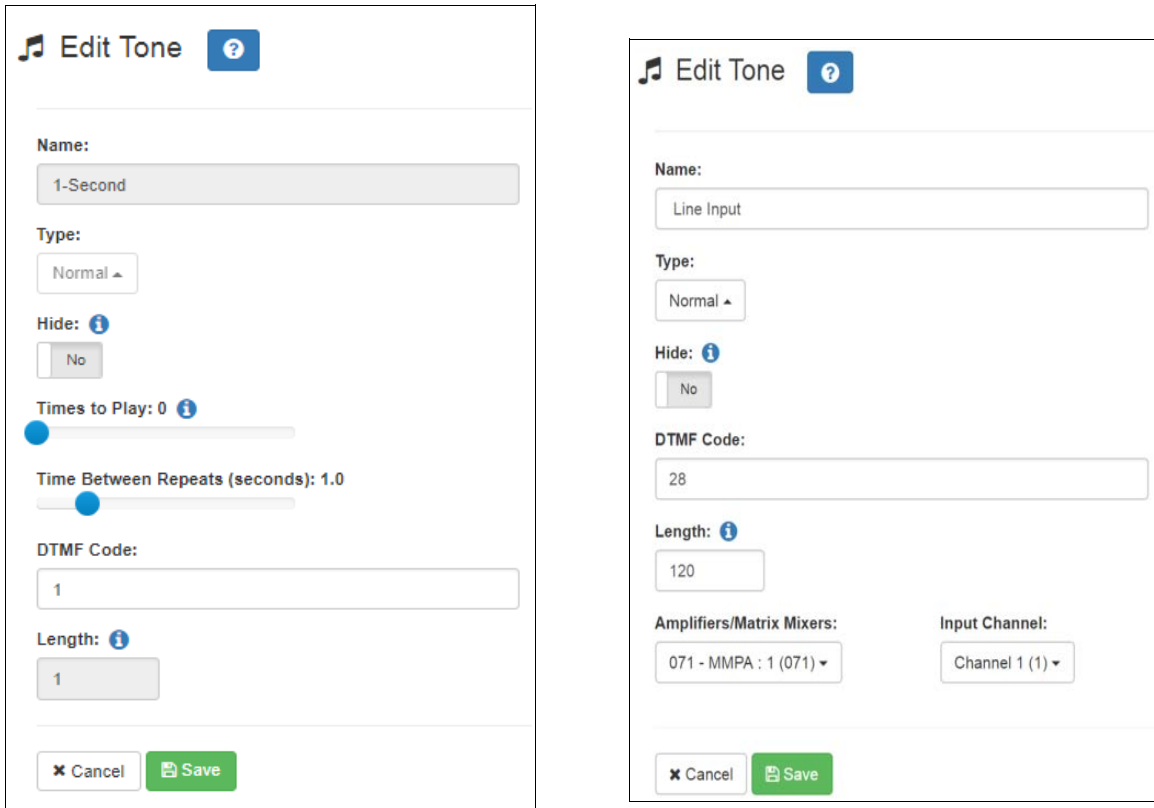 Edit Tone
Name:
1-Second
Type:
Normal
Hide:
No
Times to Play: 0
Time Between Repeats (seconds): 1.0
DTMF Code:
1
Length:
1
Cancel Save
Edit Tone
Name:
Line Input
Type:
Normal
Hide:
No
DTMF Code:
28
Length:
120
Amplifiers/Matrix Mixers: Input Channel:
071 - MMPA : 1 (071) Channel 1 (1)
Cancel Save